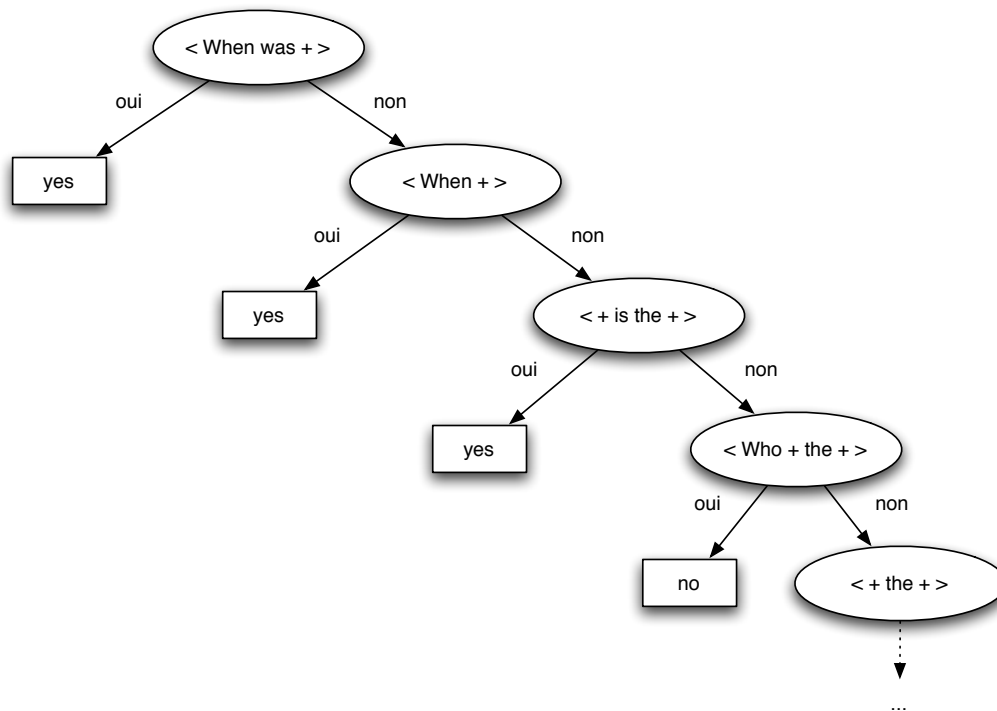 < When was + >
oui
non
yes
< When + >
oui
non
yes
< + is the + >
oui
non
yes
< Who + the + >
oui
non
no
< + the + >
...